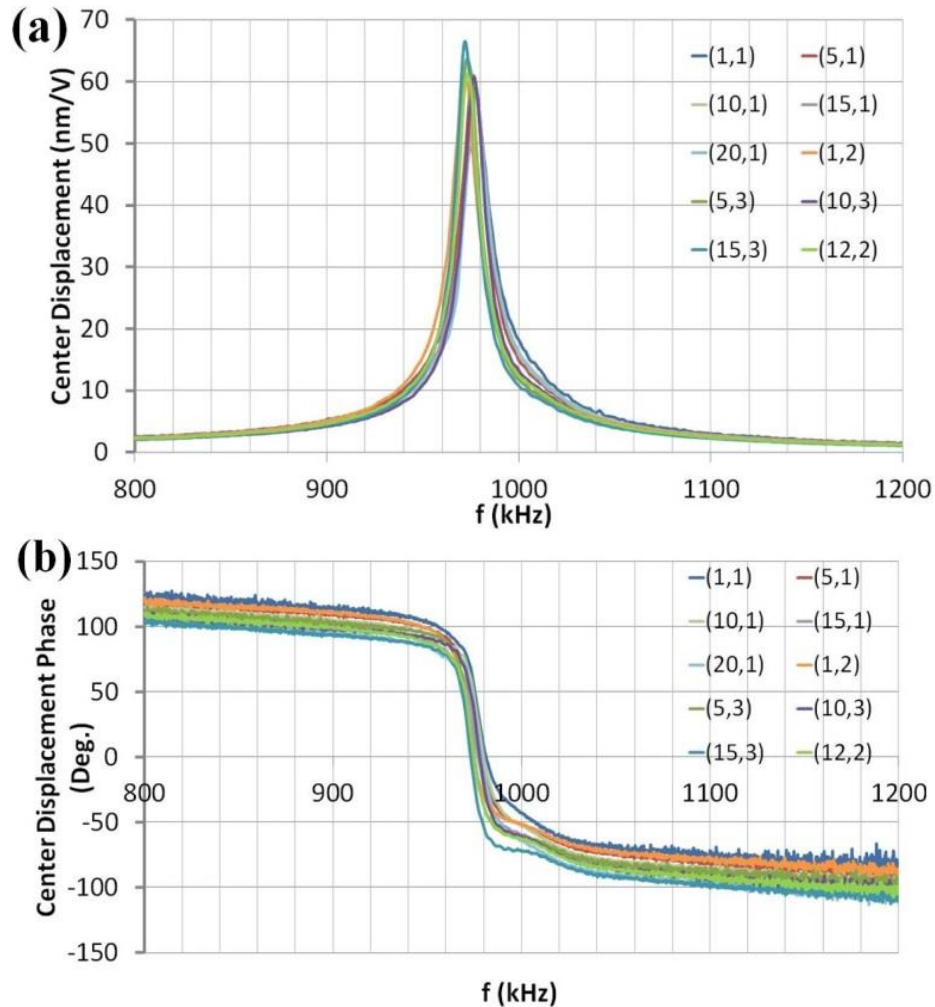 (a)
Center Displacement (nm/V)
70
60
50
40
30
20
10
0
(1,1) (5,1)
(10,1) (15,1)
(20,1) (1,2)
(5,3) (10,3)
(15,3) (12,2)
800 900 1000 1100 1200
f (kHz)
(b)
Center Displacement Phase
(Deg.)
150
100
50
0
-50
-100
-150
(1,1) (5,1)
(10,1) (15,1)
(20,1) (1,2)
(5,3) (10,3)
(15,3) (12,2)
800 900 1000 1100 1200
f (kHz)